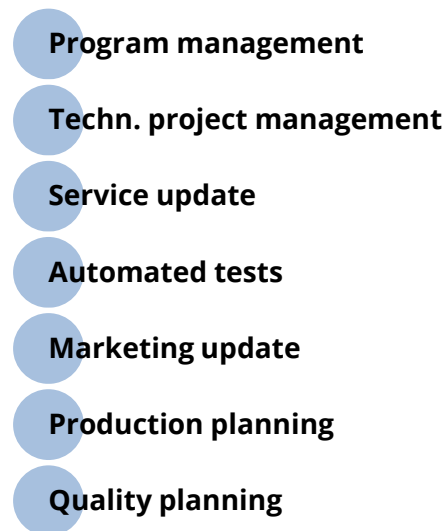 Program management
Techn. project management
Service update
Automated tests
Marketing update
Production planning
Quality planning